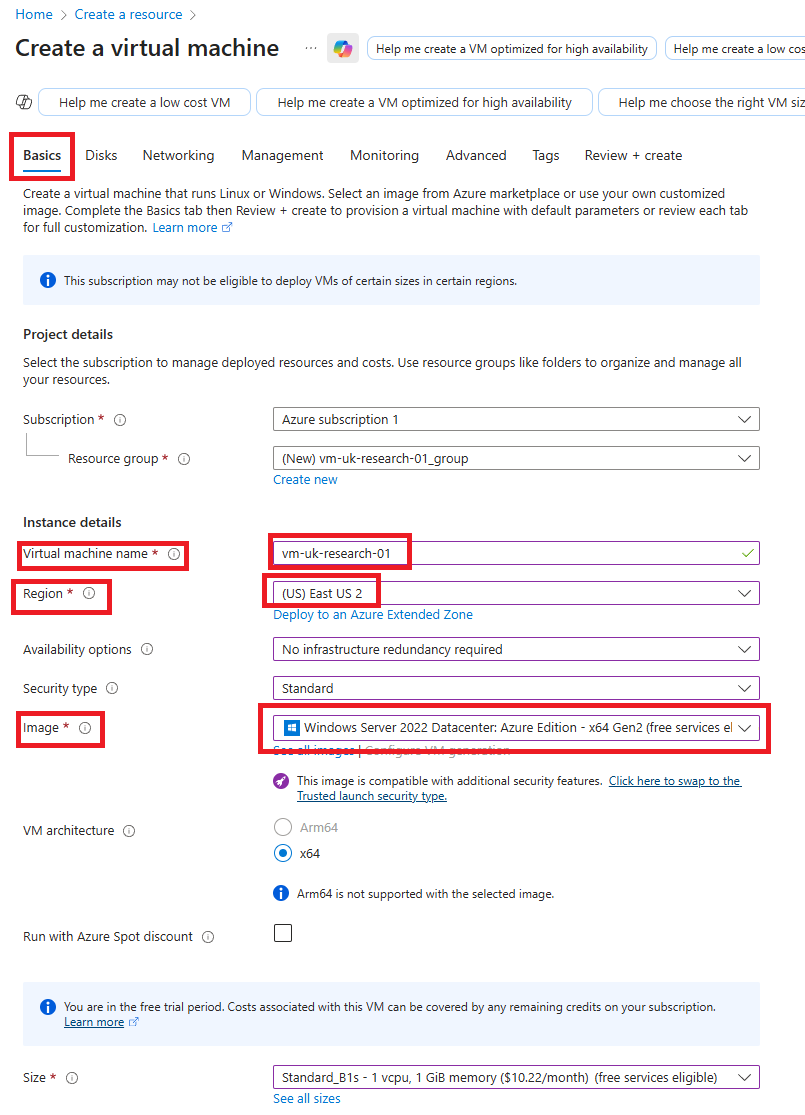 Home > Create a resource >
Create a virtual machine ... Help me create a VM optimized for high availability Help me create a low cos
Help me create a low cost VM Help me create a VM optimized for high availability Help me choose the right VM siz
Basics Disks Networking Management Monitoring Advanced Tags Review + create
Create a virtual machine that runs Linux or Windows. Select an image from Azure marketplace or use your own customized
image. Complete the Basics tab then Review + create to provision a virtual machine with default parameters or review each tab
for full customization. Learn more
This subscription may not be eligible to deploy VMs of certain sizes in certain regions.
Project details
Select the subscription to manage deployed resources and costs. Use resource groups like folders to organize and manage all
your resources.
Subscription * Azure subscription 1
Resource group * (New) vm-uk-research-01_group
Create new
Instance details
Virtual machine name * vm-uk-research-01
Region * (US) East US 2
Deploy to an Azure Extended Zone
Availability options No infrastructure redundancy required
Security type Standard
Image * Windows Server 2022 Datacenter: Azure Edition - x64 Gen2 (free services el
See all images | Configure VM generation
This image is compatible with additional security features. Click here to swap to the
Trusted launch security type.
VM architecture Arm64
x64
Arm64 is not supported with the selected image.
Run with Azure Spot discount
You are in the free trial period. Costs associated with this VM can be covered by any remaining credits on your subscription.
Learn more
Size * Standard_B1s - 1 vcpu, 1 GiB memory ($10.22/month) (free services eligible)
See all sizes